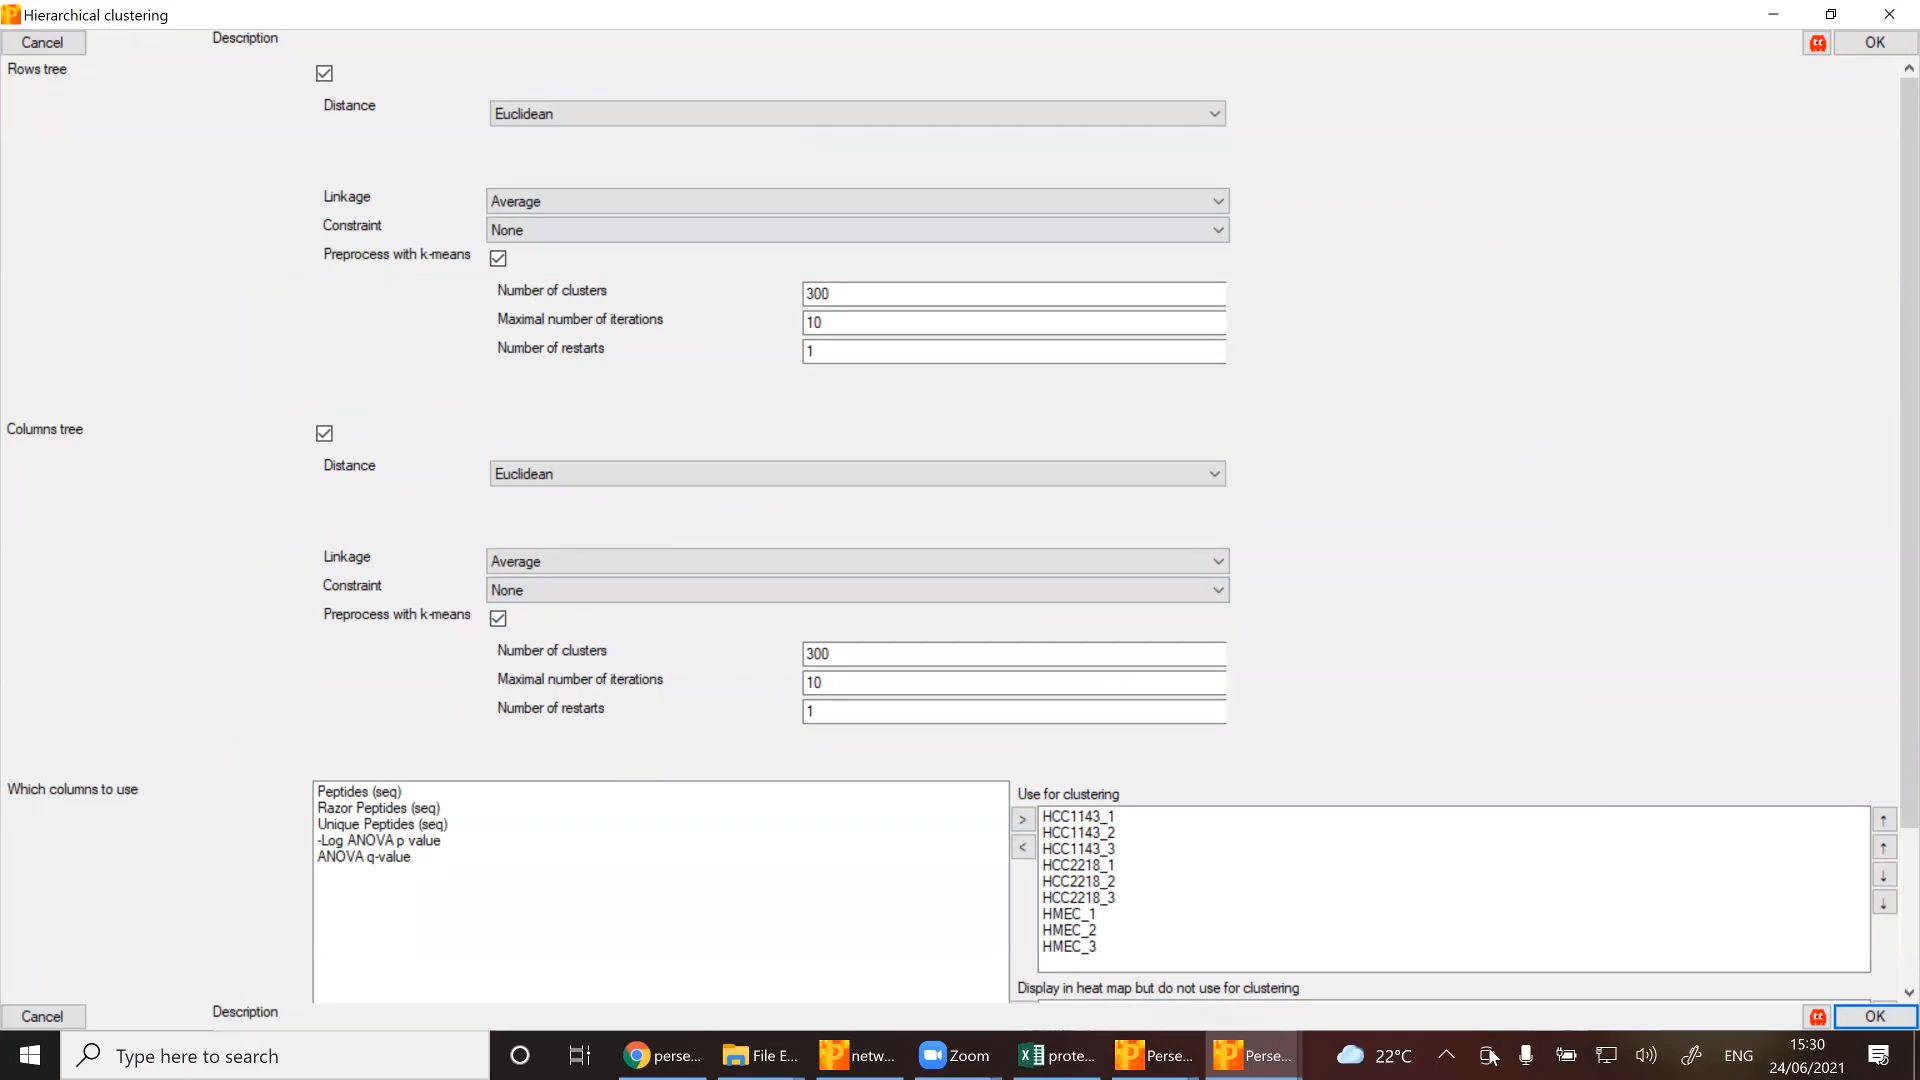 Hierarchical clustering
Cancel
Description
OK
Rows tree
Distance
Euclidean
Linkage
Average
Constraint
None
Preprocess with k-means
Number of clusters
300
Maximal number of iterations
10
Number of restarts
1
Columns tree
Distance
Euclidean
Linkage
Average
Constraint
None
Preprocess with k-means
Number of clusters
300
Maximal number of iterations
10
Number of restarts
1
Which columns to use
Peptides (seq)
Razor Peptides (seq)
Unique Peptides (seq)
-Log ANOVA p value
ANOVA q-value
>
<
Use for clustering
HCC1143_1
HCC1143_2
HCC1143_3
HCC2218_1
HCC2218_2
HCC2218_3
HMEC_1
HMEC_2
HMEC_3
Display in heat map but do not use for clustering
Cancel
Description
OK
Type here to search
perse...
File E...
netw...
Zoom
prote...
Perse...
Perse...
22°C
ENG
15:30
24/06/2021